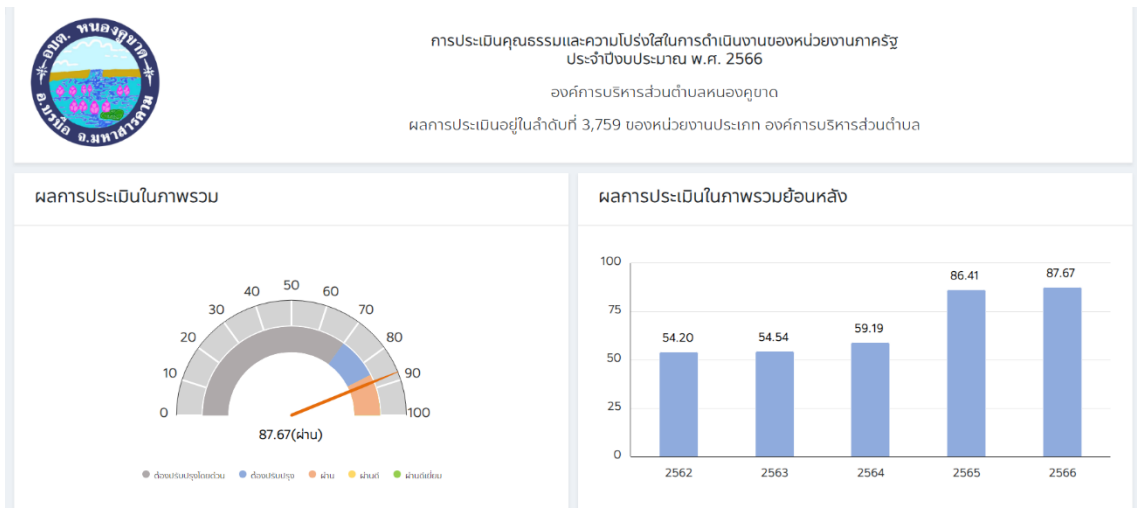 อบต. หนองคูขาด
อ.บรบือ จ.มหาสารคาม
การประเมินคุณธรรมและความโปร่งใสในการดำเนินงานของหน่วยงานภาครัฐ
ประจำปีงบประมาณ พ.ศ. 2566
องค์การบริหารส่วนตำบลหนองคูขาด
ผลการประเมินอยู่ในลำดับที่ 3,759 ของหน่วยงานประเภท องค์การบริหารส่วนตำบล
ผลการประเมินในภาพรวม
0
10
20
30
40
50
60
70
80
90
100
87.67(ผ่าน)
ต้องปรับปรุงโดยด่วน ต้องปรับปรุง ผ่าน ผ่านดี ผ่านดีเยี่ยม
ผลการประเมินในภาพรวมย้อนหลัง
100
75
50
25
0
54.20
54.54
59.19
86.41
87.67
2562 2563 2564 2565 2566